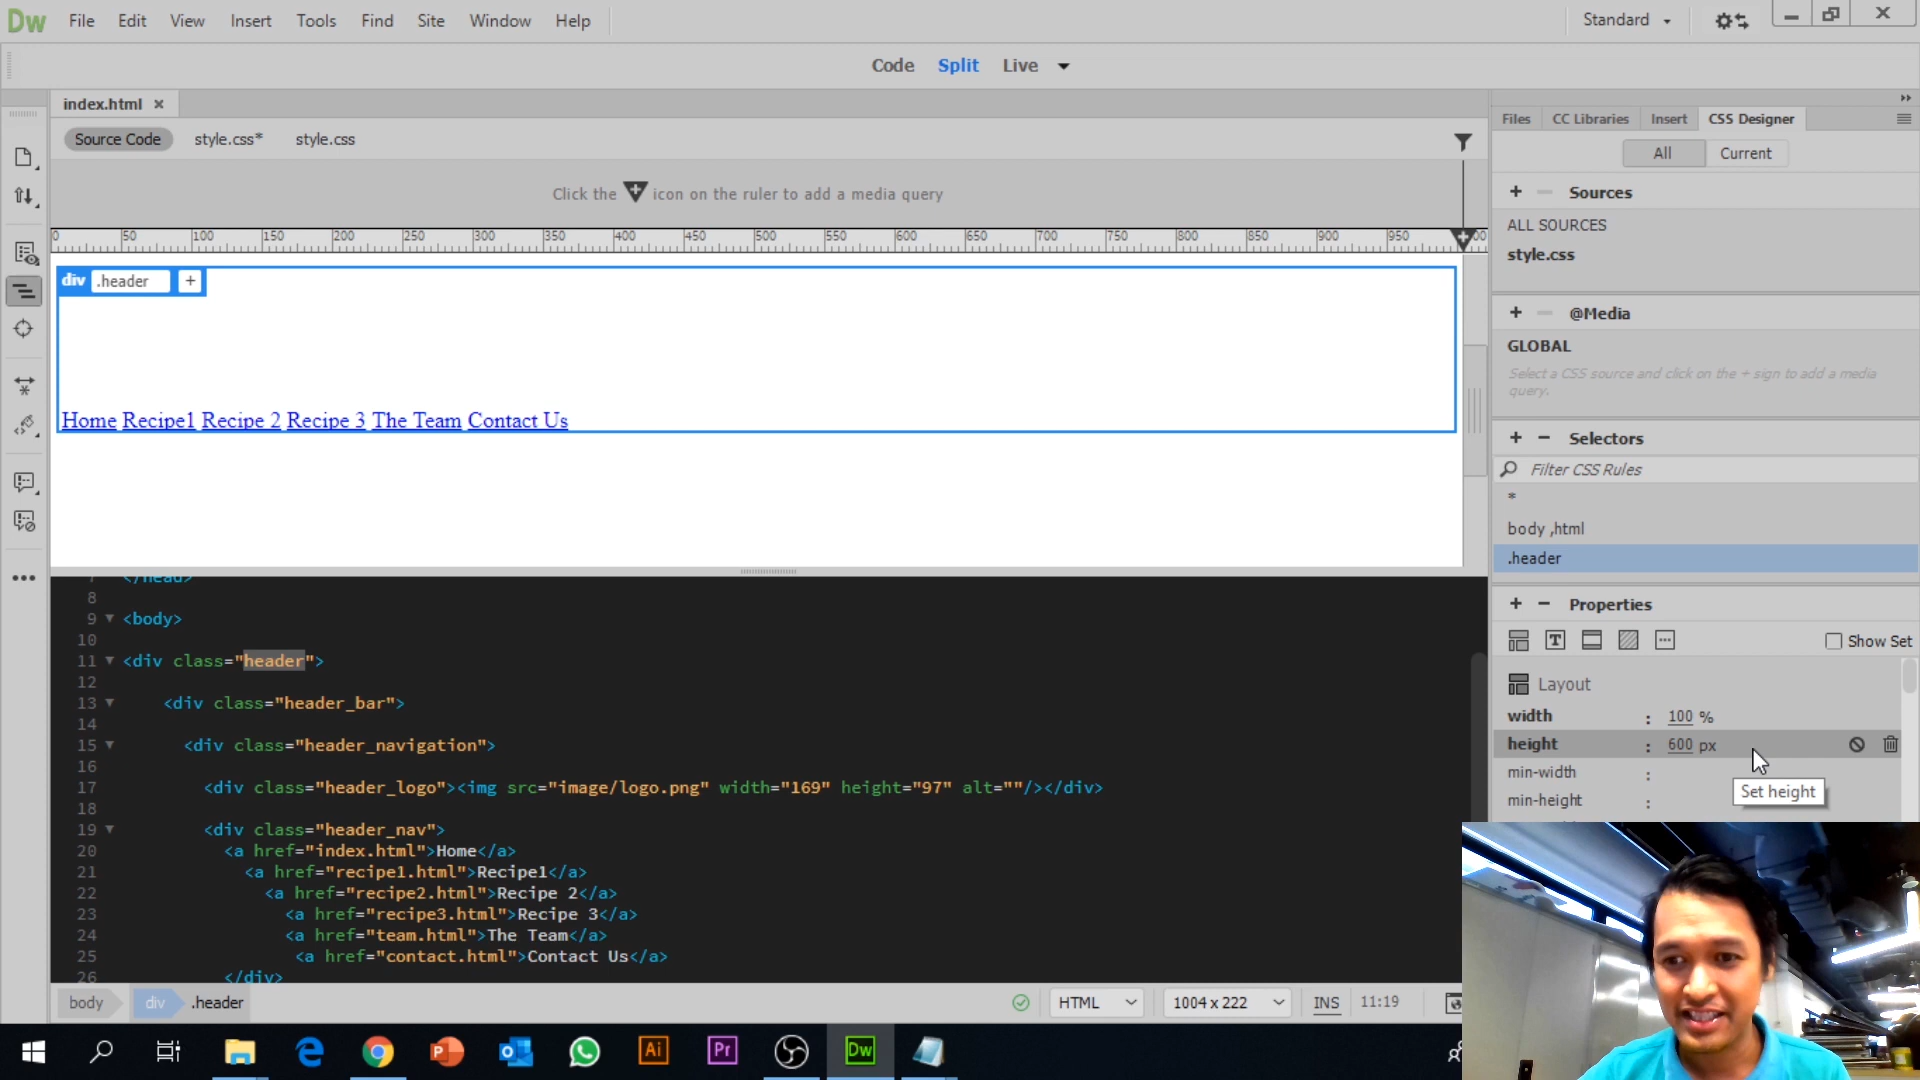 Dw File Edit View Insert Tools Find Site Window Help Standard
Code Split Live
index.html
Source Code style.css* style.css
Click the icon on the ruler to add a media query
0 50 100 150 200 250 300 350 400 450 500 550 600 650 700 750 800 850 900 950
div .header +
Home Recipe1 Recipe 2 Recipe 3 The Team Contact Us
7 </head>
8
9 <body>
10
11 <div class="header">
12
13 <div class="header_bar">
14
15 <div class="header_navigation">
16
17 <div class="header_logo"><img src="image/logo.png" width="169" height="97" alt=""/></div>
18
19 <div class="header_nav">
20 <a href="index.html">Home</a>
21 <a href="recipe1.html">Recipe1</a>
22 <a href="recipe2.html">Recipe 2</a>
23 <a href="recipe3.html">Recipe 3</a>
24 <a href="team.html">The Team</a>
25 <a href="contact.html">Contact Us</a>
26 </div>
body div .header HTML 1004 x 222 INS 11:19
Files CC Libraries Insert CSS Designer
All Current
+ − Sources
ALL SOURCES
style.css
+ − @Media
GLOBAL
Select a CSS source and click on the + sign to add a media
query.
+ − Selectors
Filter CSS Rules
*
body ,html
.header
+ − Properties
Show Set
Layout
width : 100 %
height : 600 px
min-width :
Set height
min-height :
Ai Pr Dw